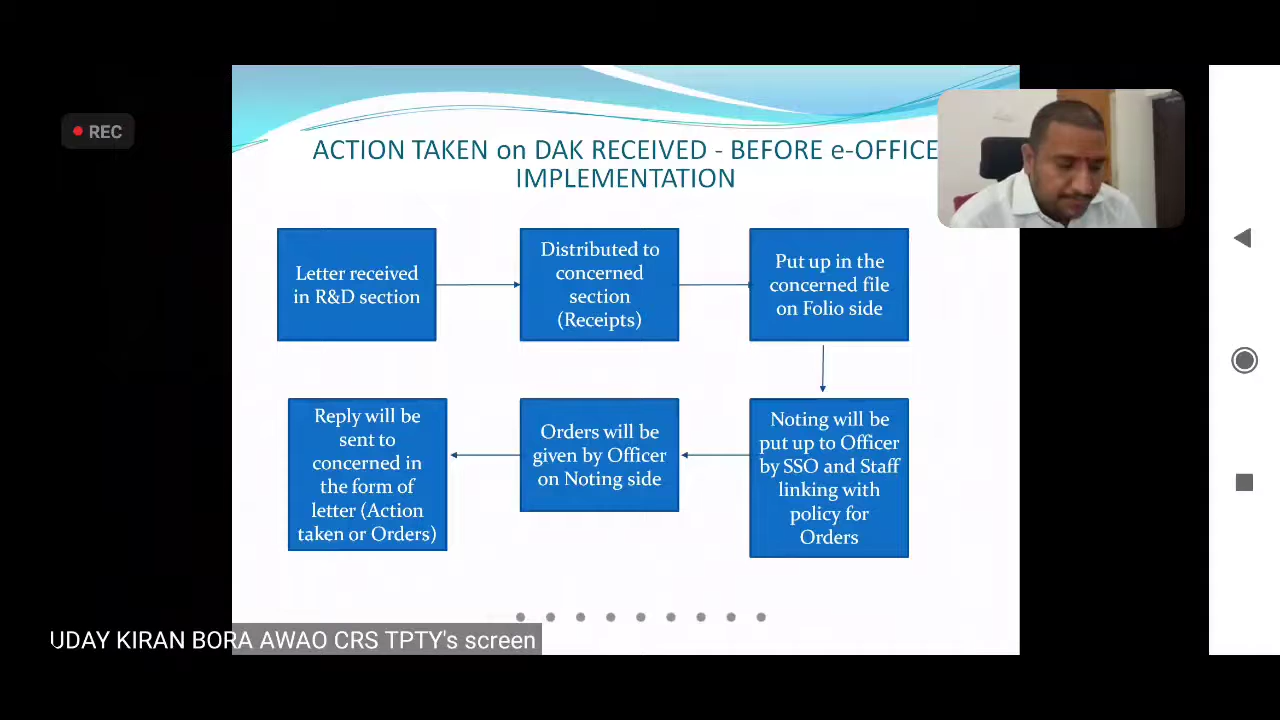 REC
ACTION TAKEN on DAK RECEIVED - BEFORE e-OFFICE
IMPLEMENTATION
Letter received
in R&D section
Distributed to
concerned
section
(Receipts)
Put up in the
concerned file
on Folio side
Noting will be
put up to Officer
by SSO and Staff
linking with
policy for
Orders
Orders will be
given by Officer
on Noting side
Reply will be
sent to
concerned in
the form of
letter (Action
taken or Orders)
UDAY KIRAN BORA AWAO CRS TPTY's screen